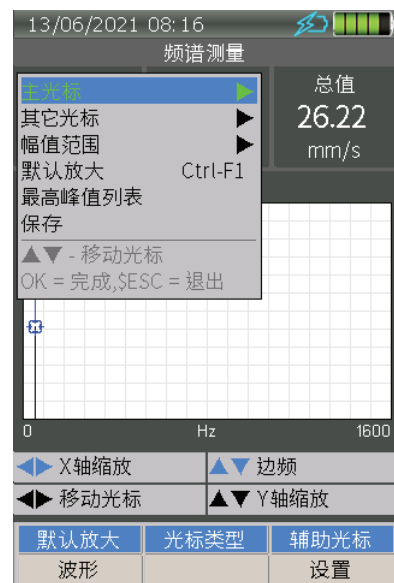 13/06/2021 08:16
频谱测量
主光标 ▶
其它光标 ▶
幅值范围 ▶
默认放大 Ctrl-F1
最高峰值列表
保存
▲▼ - 移动光标
OK = 完成,$ESC = 退出
总值
26.22
mm/s
0 Hz 1600
◀▶ X轴缩放 ▲▼ 边频
◀▶ 移动光标 ▲▼ Y轴缩放
默认放大 光标类型 辅助光标
波形 设置